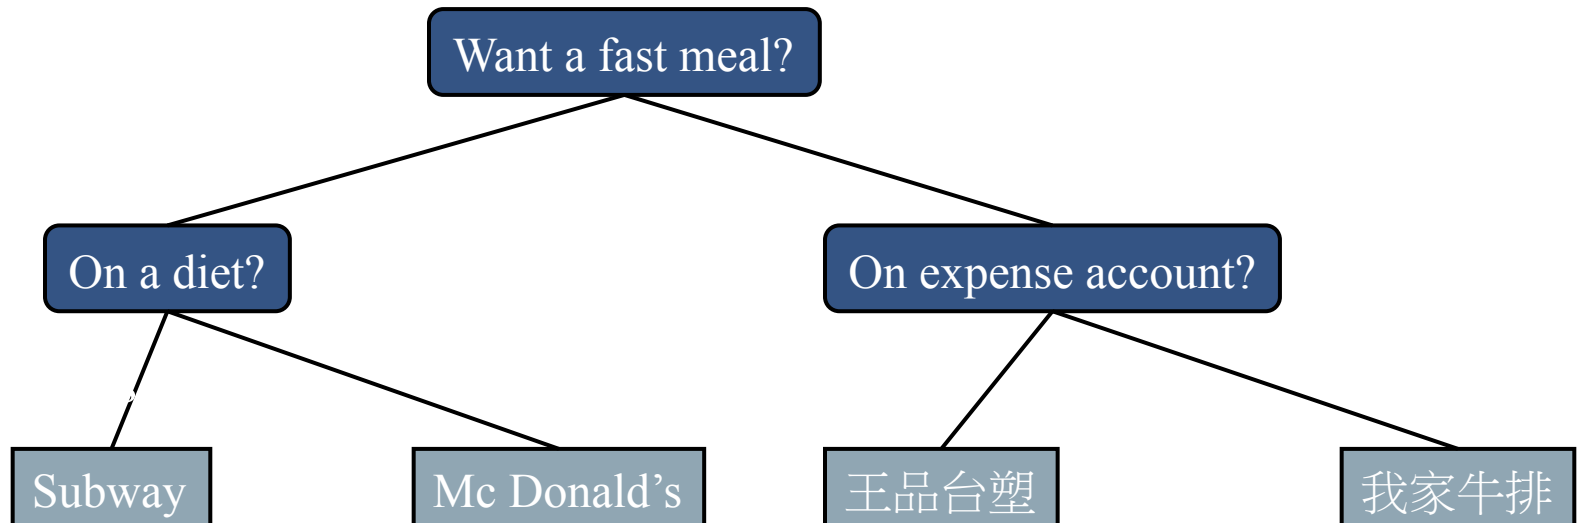 Want a fast meal?
On a diet?
On expense account?
Subway
Mc Donald’s
王品台塑
我家牛排